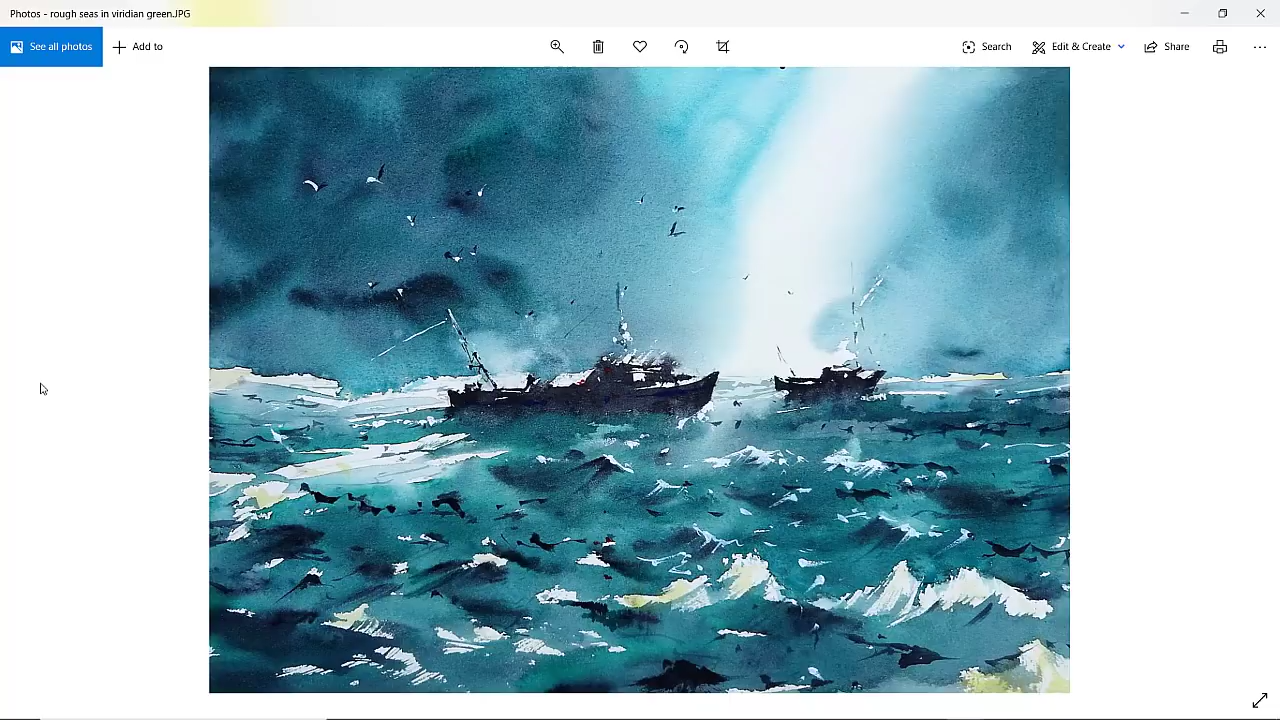 Photos - rough seas in viridian green.JPG
See all photos
Add to
Search
Edit & Create
Share